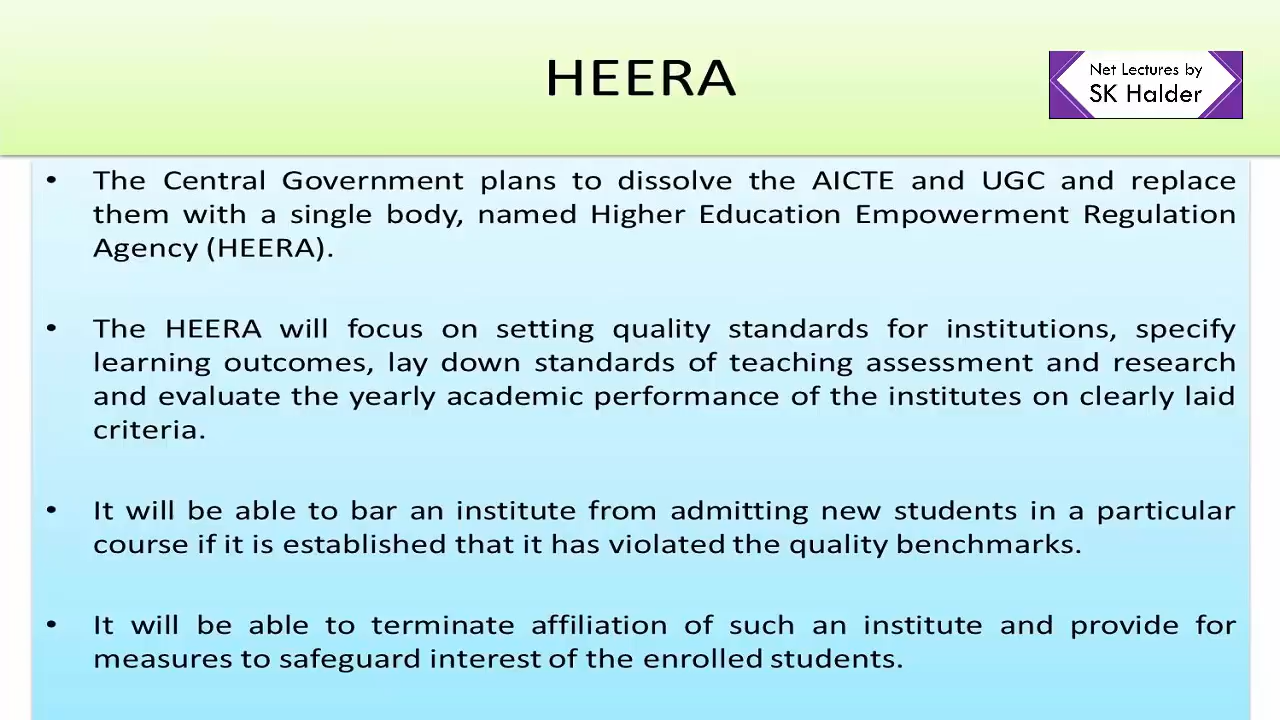 HEERA
Net Lectures by
SK Halder
• The Central Government plans to dissolve the AICTE and UGC and replace
them with a single body, named Higher Education Empowerment Regulation
Agency (HEERA).
• The HEERA will focus on setting quality standards for institutions, specify
learning outcomes, lay down standards of teaching assessment and research
and evaluate the yearly academic performance of the institutes on clearly laid
criteria.
• It will be able to bar an institute from admitting new students in a particular
course if it is established that it has violated the quality benchmarks.
• It will be able to terminate affiliation of such an institute and provide for
measures to safeguard interest of the enrolled students.